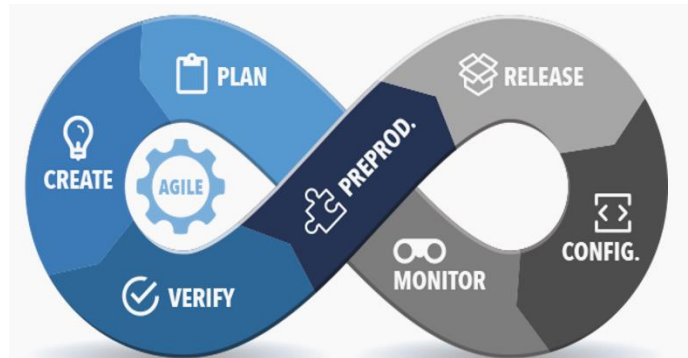 PLAN
CREATE
AGILE
VERIFY
PREPROD.
RELEASE
CONFIG.
MONITOR